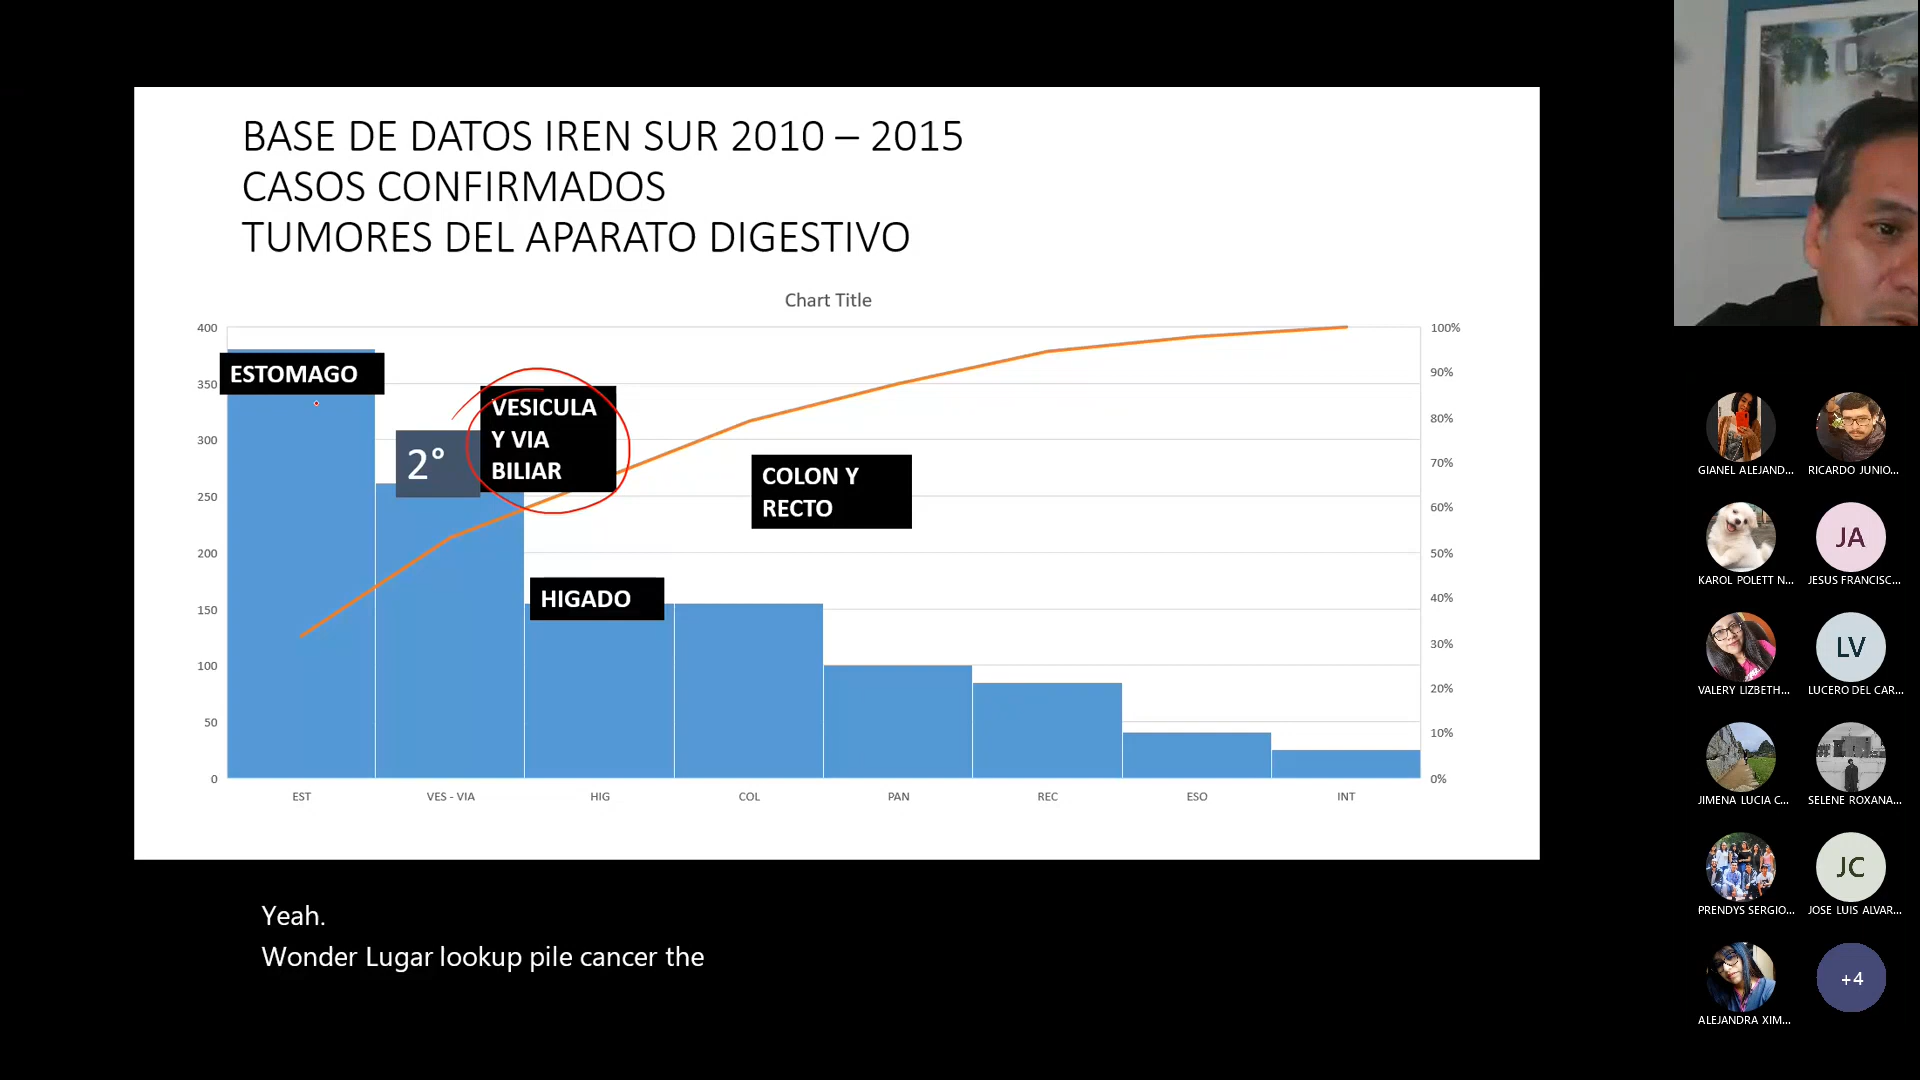 BASE DE DATOS IREN SUR 2010 – 2015
CASOS CONFIRMADOS
TUMORES DEL APARATO DIGESTIVO
Chart Title
400
350
300
250
200
150
100
50
0
100%
90%
80%
70%
60%
50%
40%
30%
20%
10%
0%
ESTOMAGO
2°
VESICULA
Y VIA
BILIAR
HIGADO
COLON Y
RECTO
EST
VES - VIA
HIG
COL
PAN
REC
ESO
INT
Yeah.
Wonder Lugar lookup pile cancer the
GIANEL ALEJAND...
RICARDO JUNIO...
KAROL POLETT N...
JA
JESUS FRANCISC...
VALERY LIZBETH...
LV
LUCERO DEL CAR...
JIMENA LUCIA C...
SELENE ROXANA...
PRENDYS SERGIO...
JC
JOSE LUIS ALVAR...
ALEJANDRA XIM...
+4